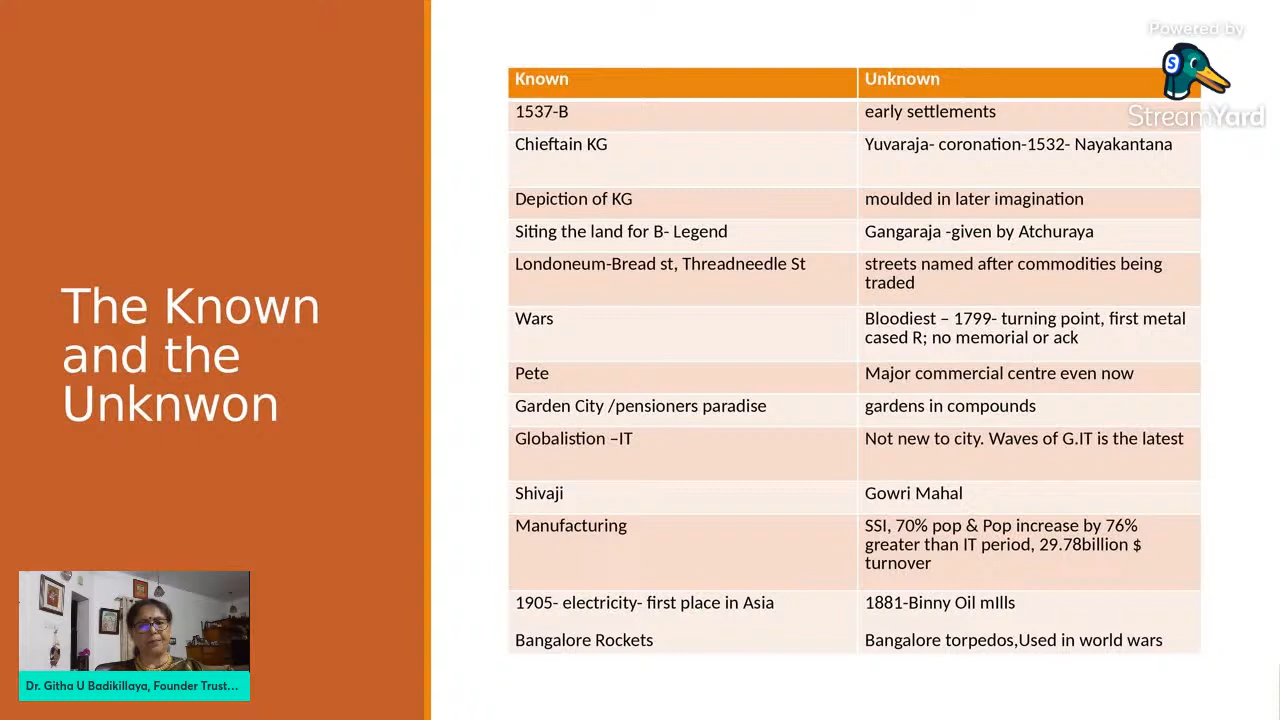 Powered by
StreamYard
The Known
and the
Unknwon
Known Unknown
1537-B early settlements
Chieftain KG Yuvaraja- coronation-1532- Nayakantana
Depiction of KG moulded in later imagination
Siting the land for B- Legend Gangaraja -given by Atchuraya
Londoneum-Bread st, Threadneedle St streets named after commodities being
traded
Wars Bloodiest – 1799- turning point, first metal
cased R; no memorial or ack
Pete Major commercial centre even now
Garden City /pensioners paradise gardens in compounds
Globalistion –IT Not new to city. Waves of G.IT is the latest
Shivaji Gowri Mahal
Manufacturing SSI, 70% pop & Pop increase by 76%
greater than IT period, 29.78billion $
turnover
1905- electricity- first place in Asia 1881-Binny Oil mIlls
Bangalore Rockets Bangalore torpedos,Used in world wars
Dr. Githa U Badikillaya, Founder Trust...